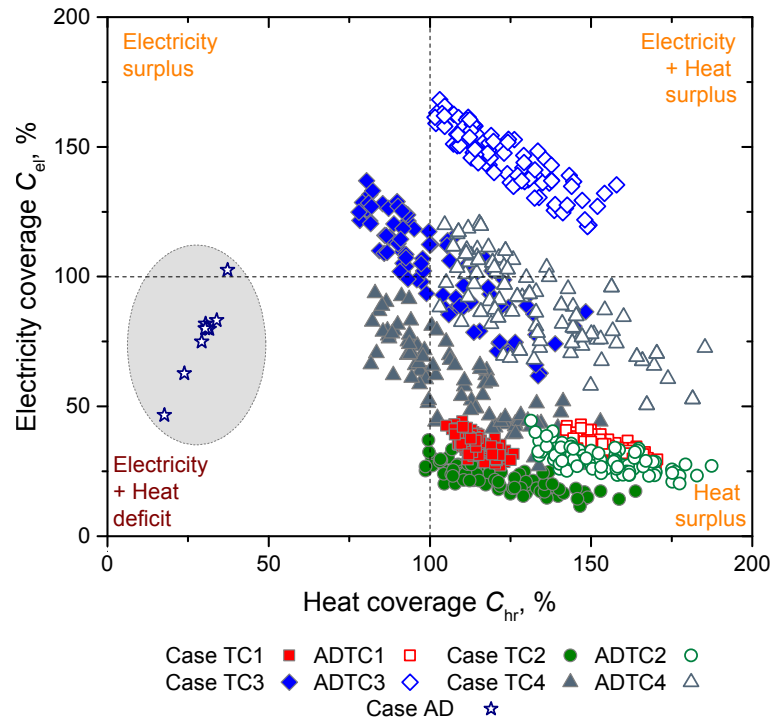 200
150
100
50
0
Electricity coverage C_el, %
Electricity
surplus
Electricity
+ Heat
surplus
Electricity
+ Heat
deficit
Heat
surplus
0 50 100 150 200
Heat coverage C_hr, %
Case TC1 ADTC1 Case TC2 ADTC2
Case TC3 ADTC3 Case TC4 ADTC4
Case AD